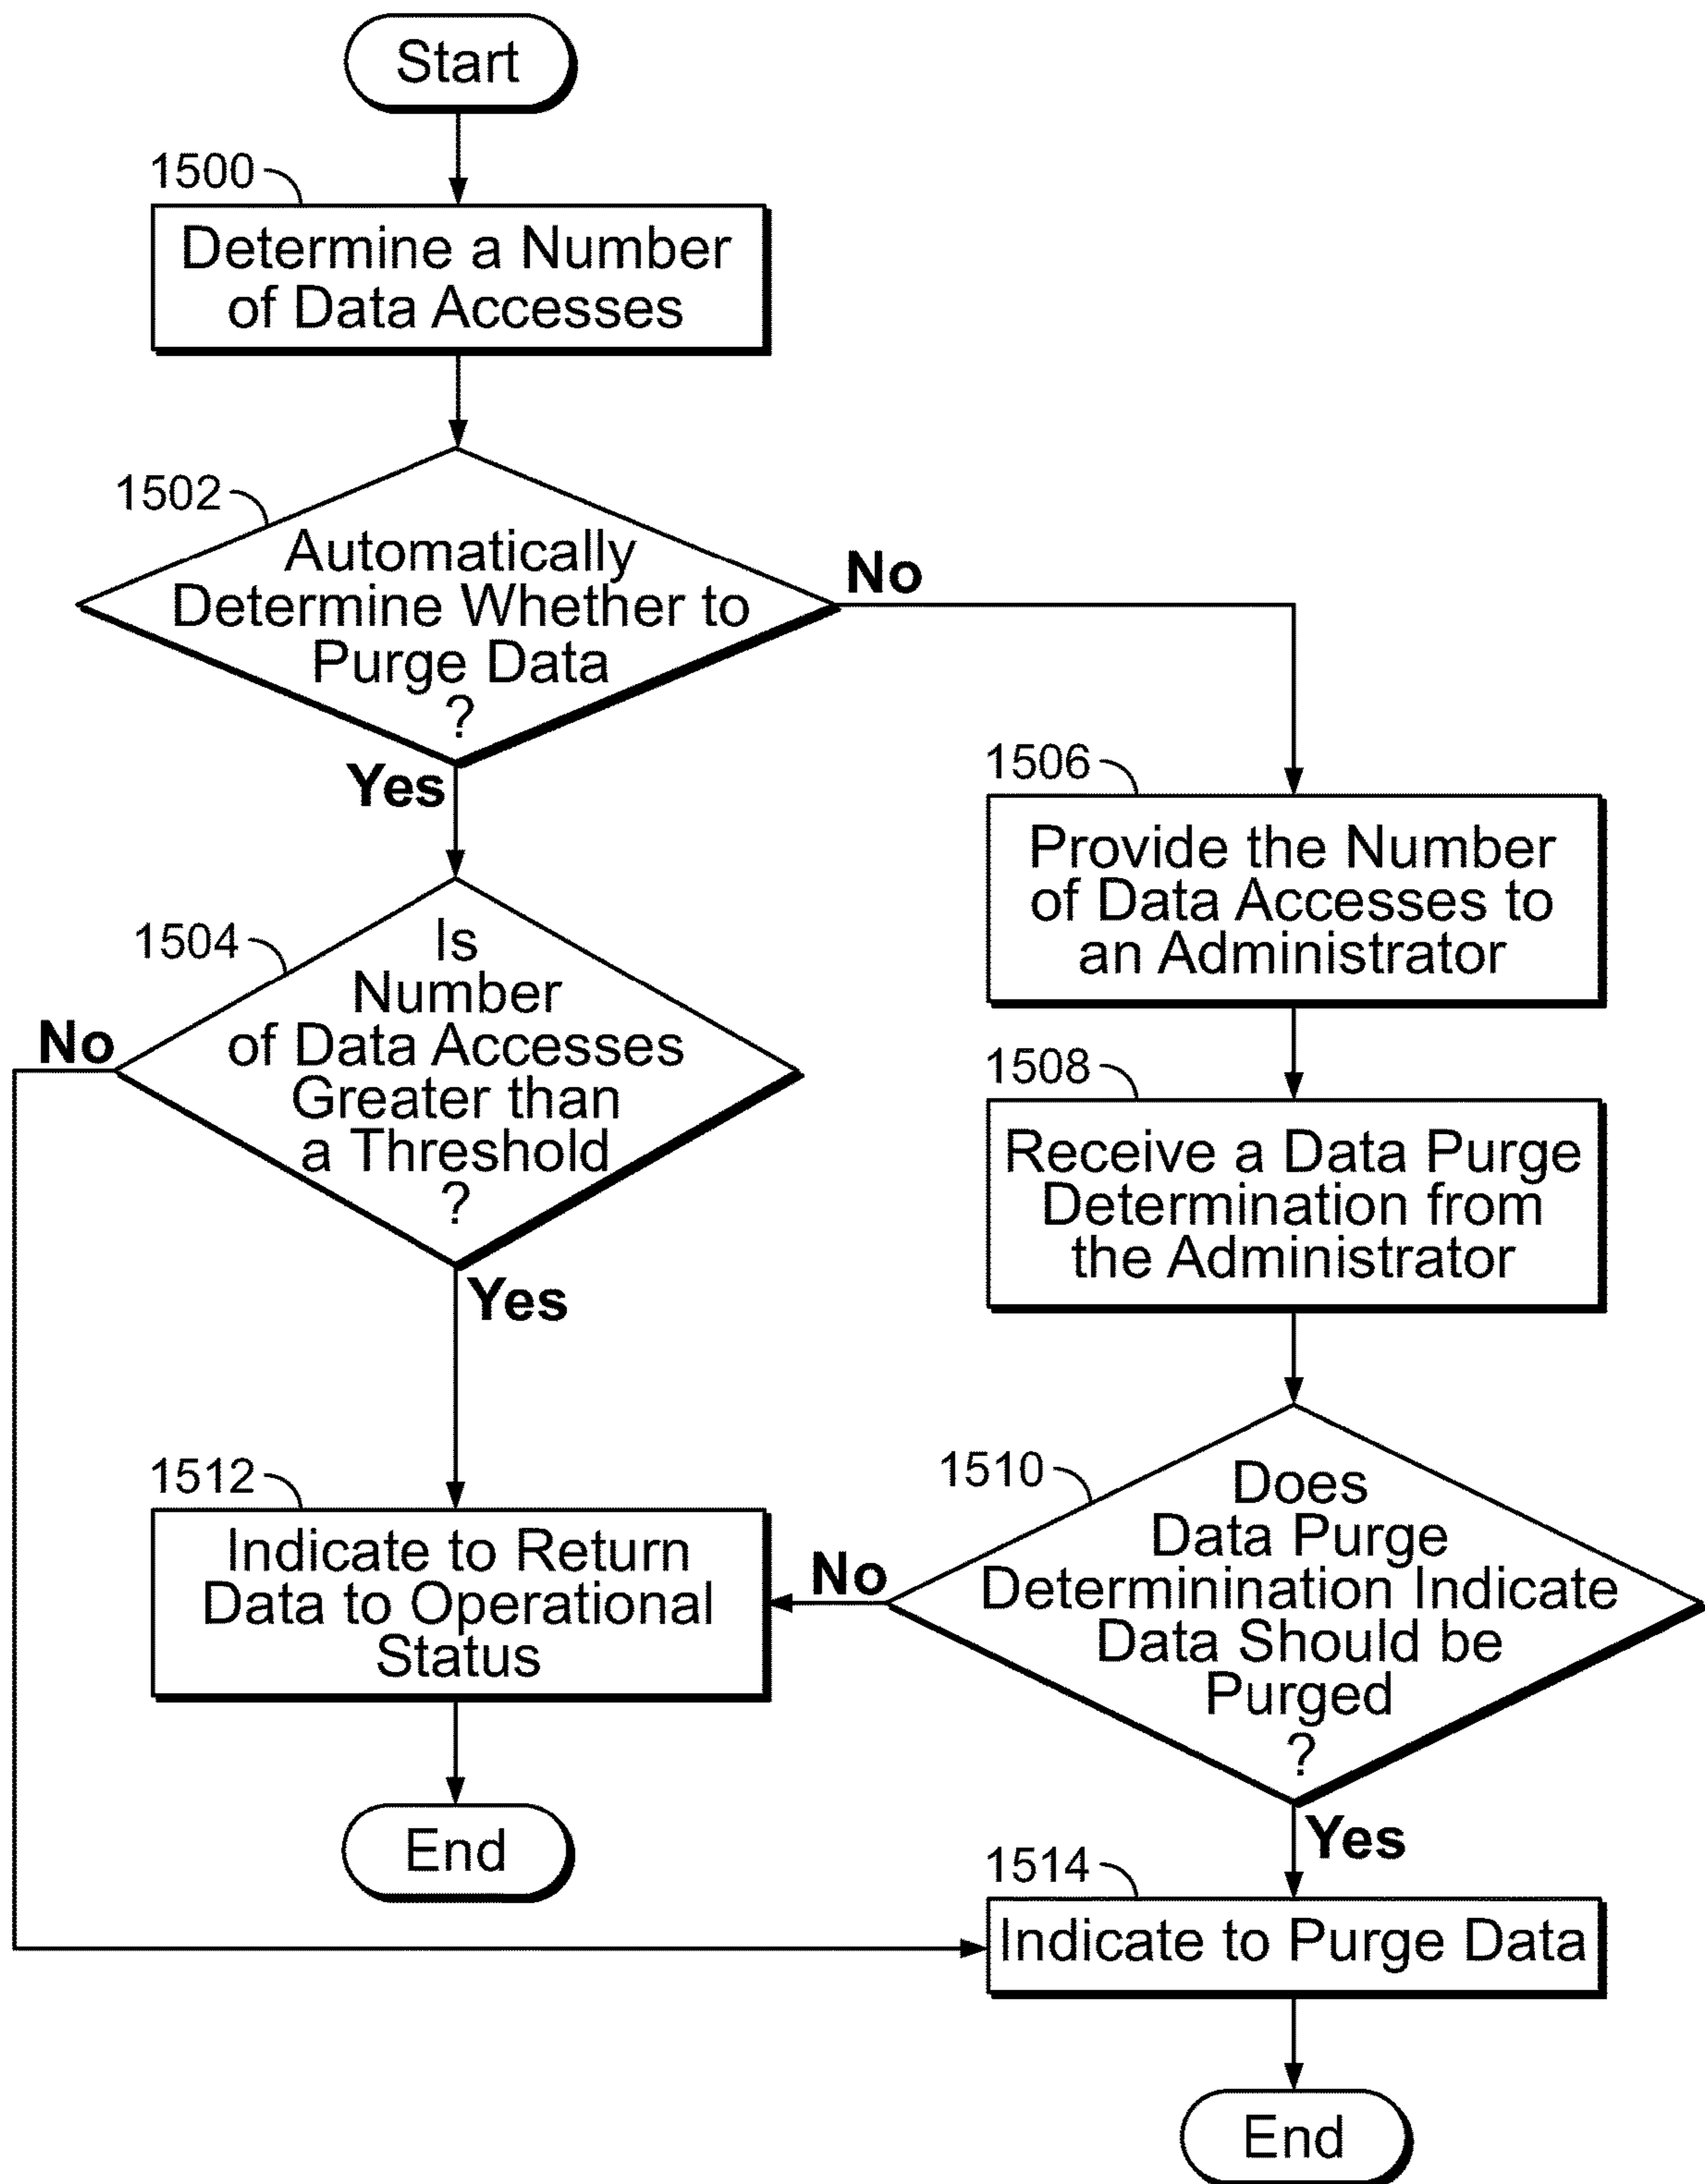 Start
1500
Determine a Number
of Data Accesses
1502
Automatically
Determine Whether to
Purge Data
?
No
Yes
1504
Is
Number
of Data Accesses
Greater than
a Threshold
?
No
Yes
1506
Provide the Number
of Data Accesses to
an Administrator
1508
Receive a Data Purge
Determination from
the Administrator
1510
Does
Data Purge
Determinination Indicate
Data Should be
Purged
?
No
Yes
1512
Indicate to Return
Data to Operational
Status
End
1514
Indicate to Purge Data
End